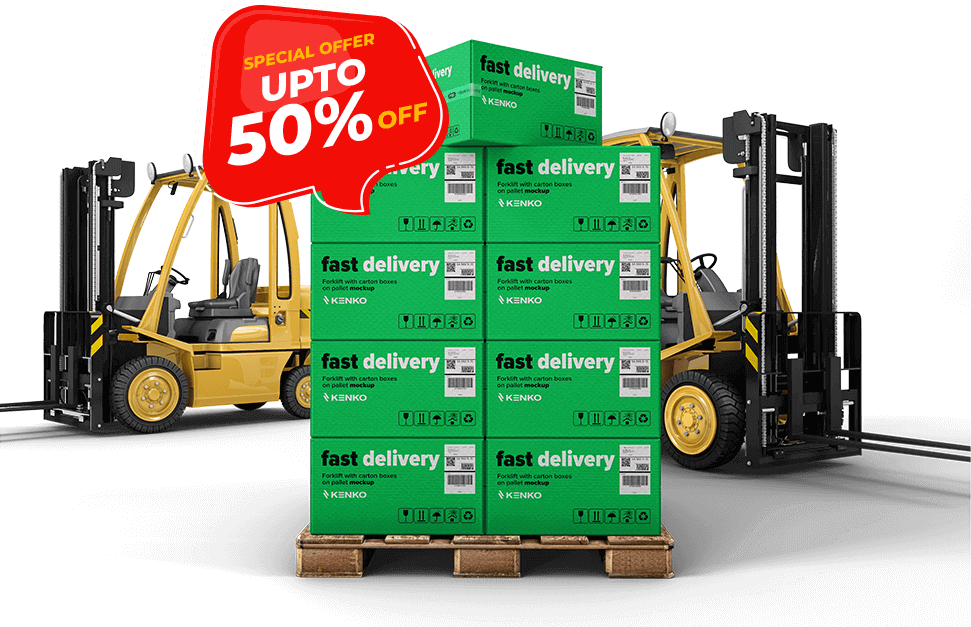 SPECIAL OFFER
UPTO
50% OFF
ivery
fast delivery
Forklift with carton boxes
on pallet mockup
KENKO
very
fast delivery
Forklift with carton boxes
on pallet mockup
KENKO
fast delivery
Forklift with carton boxes
on pallet mockup
KENKO
fast delivery
Forklift with carton boxes
on pallet mockup
KENKO
fast delivery
Forklift with carton boxes
on pallet mockup
KENKO
fast delivery
Forklift with carton boxes
on pallet mockup
KENKO
fast delivery
Forklift with carton boxes
on pallet mockup
KENKO
fast delivery
Forklift with carton boxes
on pallet mockup
KENKO